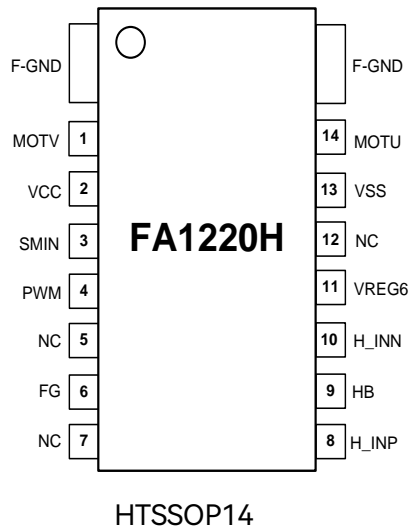 F-GND F-GND
MOTV 1 14 MOTU
VCC 2 13 VSS
SMIN 3 FA1220H 12 NC
PWM 4 11 VREG6
NC 5 10 H_INN
FG 6 9 HB
NC 7 8 H_INP
HTSSOP14